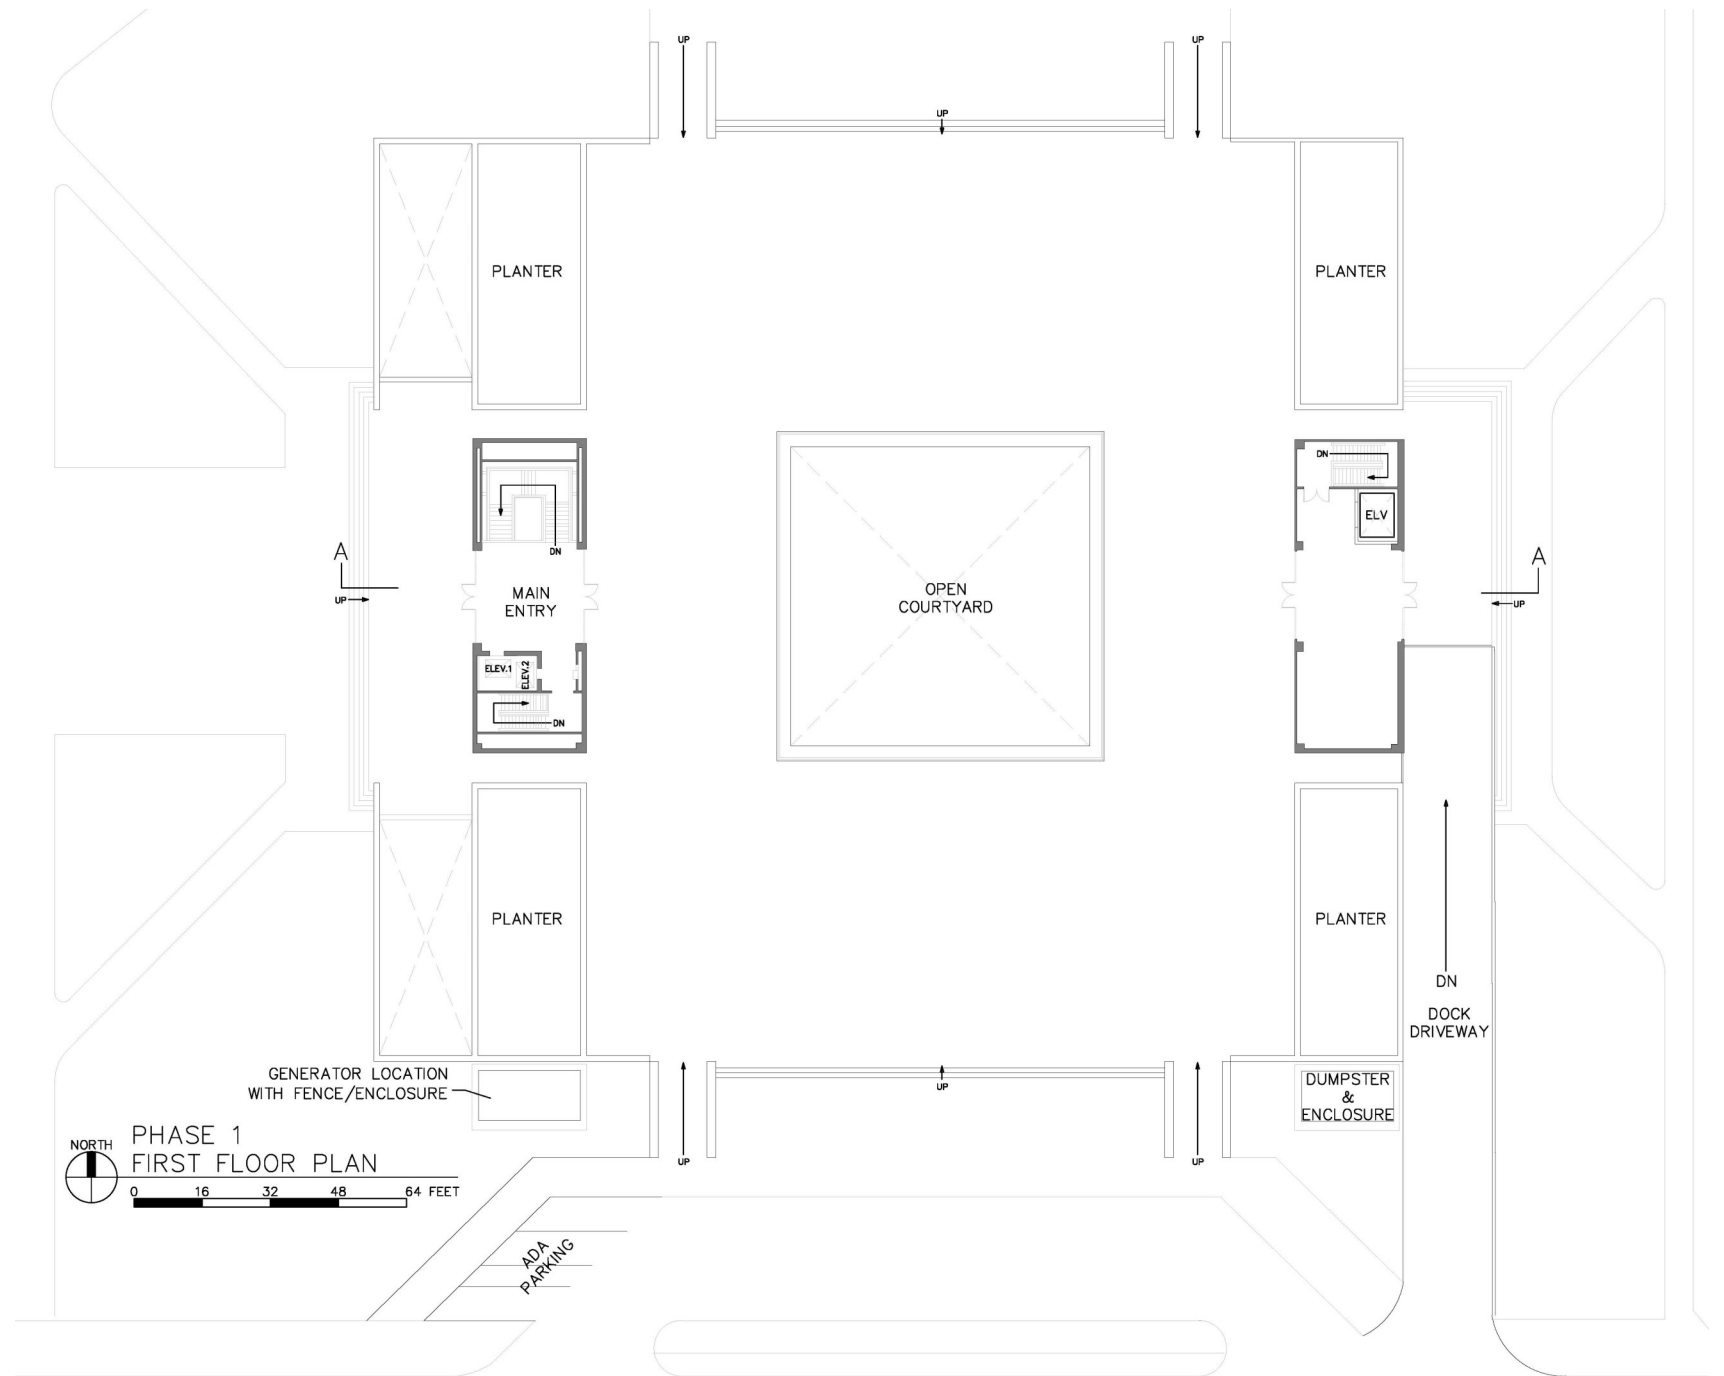 UP
UP
UP
PLANTER
PLANTER
DN
ELV
DN
A
A
UP
UP
MAIN
ENTRY
OPEN
COURTYARD
ELEV.1
ELEV.2
DN
PLANTER
PLANTER
DN
DOCK
DRIVEWAY
GENERATOR LOCATION
WITH FENCE/ENCLOSURE
UP
DUMPSTER
&
ENCLOSURE
UP
UP
NORTH
PHASE 1
FIRST FLOOR PLAN
0 16 32 48 64 FEET
ADA
PARKING